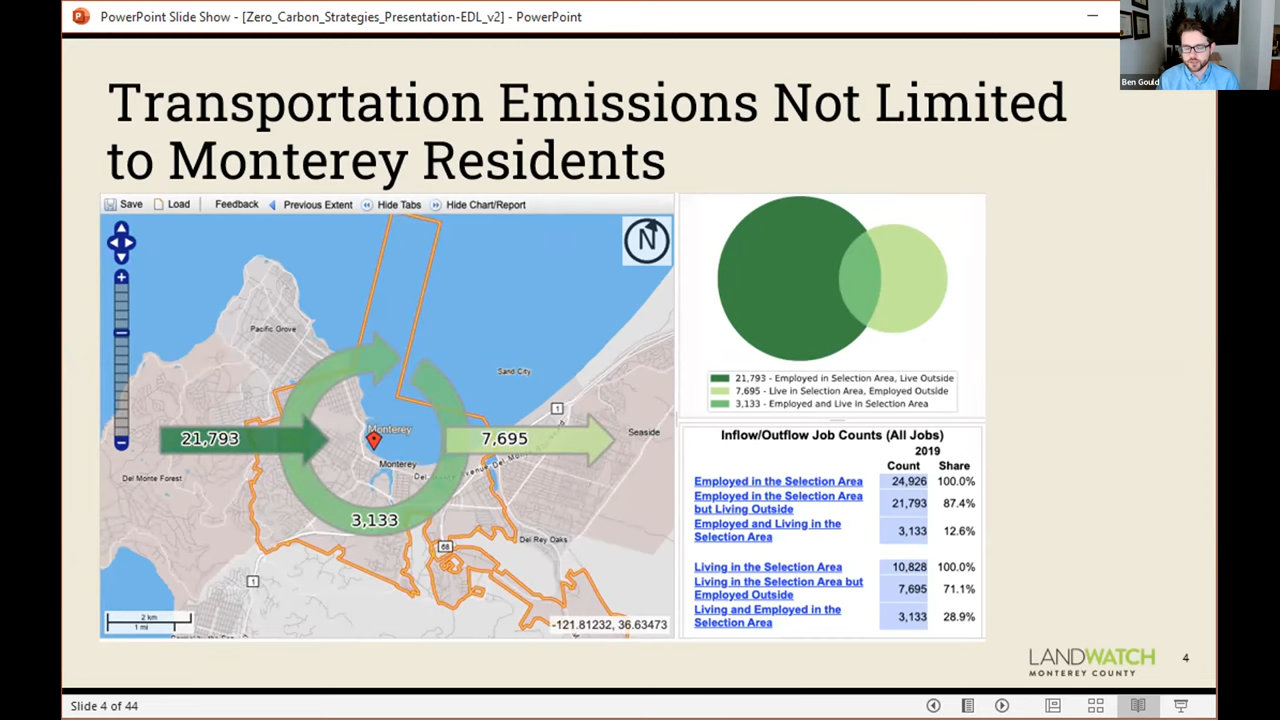 PowerPoint Slide Show - [Zero_Carbon_Strategies_Presentation-EDL_v2] - PowerPoint
Ben Gould
Transportation Emissions Not Limited
to Monterey Residents
Save Load Feedback Previous Extent Hide Tabs Hide Chart/Report
N
Pacific Grove
Sand City
1
21,793
Monterey
7,695
Seaside
Monterey
Del Monte Forest
3,133
68
Del Rey Oaks
1
2 km
1 mi
-121.81232, 36.63473
21,793 - Employed in Selection Area, Live Outside
7,695 - Live in Selection Area, Employed Outside
3,133 - Employed and Live in Selection Area
Inflow/Outflow Job Counts (All Jobs)
2019
Count Share
Employed in the Selection Area 24,926 100.0%
Employed in the Selection Area
but Living Outside 21,793 87.4%
Employed and Living in the
Selection Area 3,133 12.6%
Living in the Selection Area 10,828 100.0%
Living in the Selection Area but
Employed Outside 7,695 71.1%
Living and Employed in the
Selection Area 3,133 28.9%
LANDWATCH
MONTEREY COUNTY
4
Slide 4 of 44